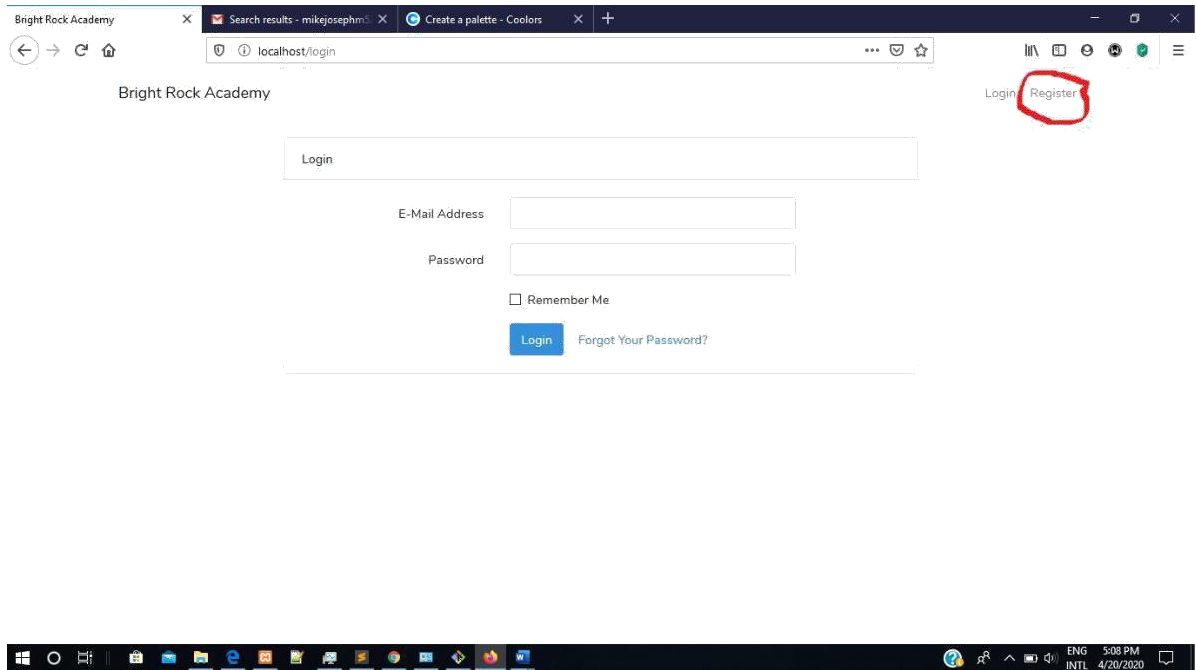 Bright Rock Academy
Search results - mikejosephm5
Create a palette - Coolors
localhost/login
Bright Rock Academy
Login Register
Login
E-Mail Address
Password
Remember Me
Login Forgot Your Password?
ENG 5:08 PM
INTL 4/20/2020